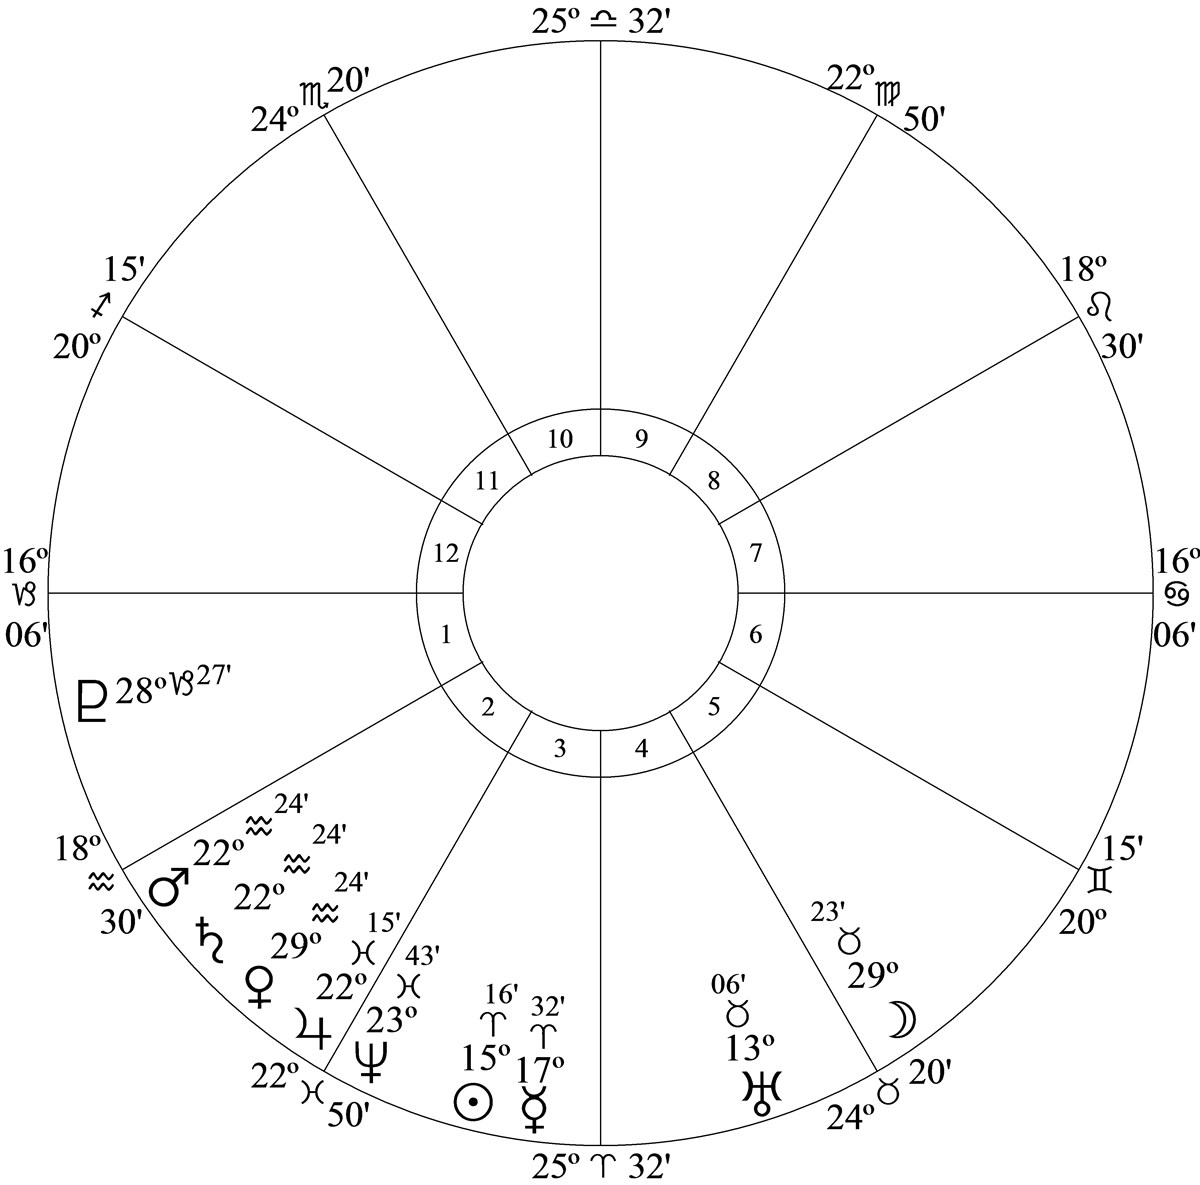 25º ♎ 32'
24º ♏ 20'
22º ♍ 50'
20º ♐ 15'
18º ♌ 30'
16º ♑ 06'
16º ♋ 06'
10
9
11
8
12
7
1
6
2
5
3
4
♇ 28º ♑ 27'
18º ♒ 30'
♂ 22º ♒ 24'
♄ 22º ♒ 24'
♀ 29º ♒ 24'
♃ 22º ♓ 15'
22º ♓ 50'
♆ 23º ♓ 43'
☉ 15º ♈ 16'
☿ 17º ♈ 32'
25º ♈ 32'
♅ 13º ♉ 06'
☽ 29º ♉ 23'
24º ♉ 20'
20º ♊ 15'